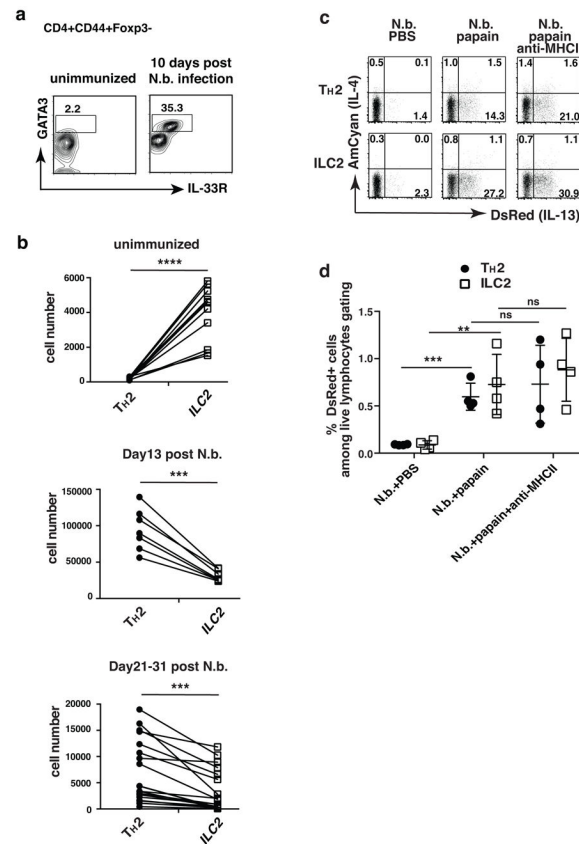 a
CD4+CD44+Foxp3-
unimmunized
10 days post
N.b. infection
2.2
35.3
GATA3
IL-33R
b
unimmunized
****
cell number
6000
4000
2000
0
TH2
ILC2
Day13 post N.b.
***
cell number
150000
100000
50000
0
TH2
ILC2
Day21-31 post N.b.
***
cell number
20000
15000
10000
5000
0
TH2
ILC2
c
N.b.
PBS
N.b.
papain
N.b.
papain
anti-MHCII
TH2
0.5 0.1
1.4
1.0 1.5
14.3
1.4 1.6
21.0
ILC2
0.3 0.0
2.3
0.8 1.1
27.2
0.7 1.1
30.9
AmCyan (IL-4)
DsRed (IL-13)
d
TH2
ILC2
ns
ns
**
***
% DsRed+ cells
among live lymphocytes gating
1.5
1.0
0.5
0.0
N.b.+PBS
N.b.+papain
N.b.+papain+anti-MHCII